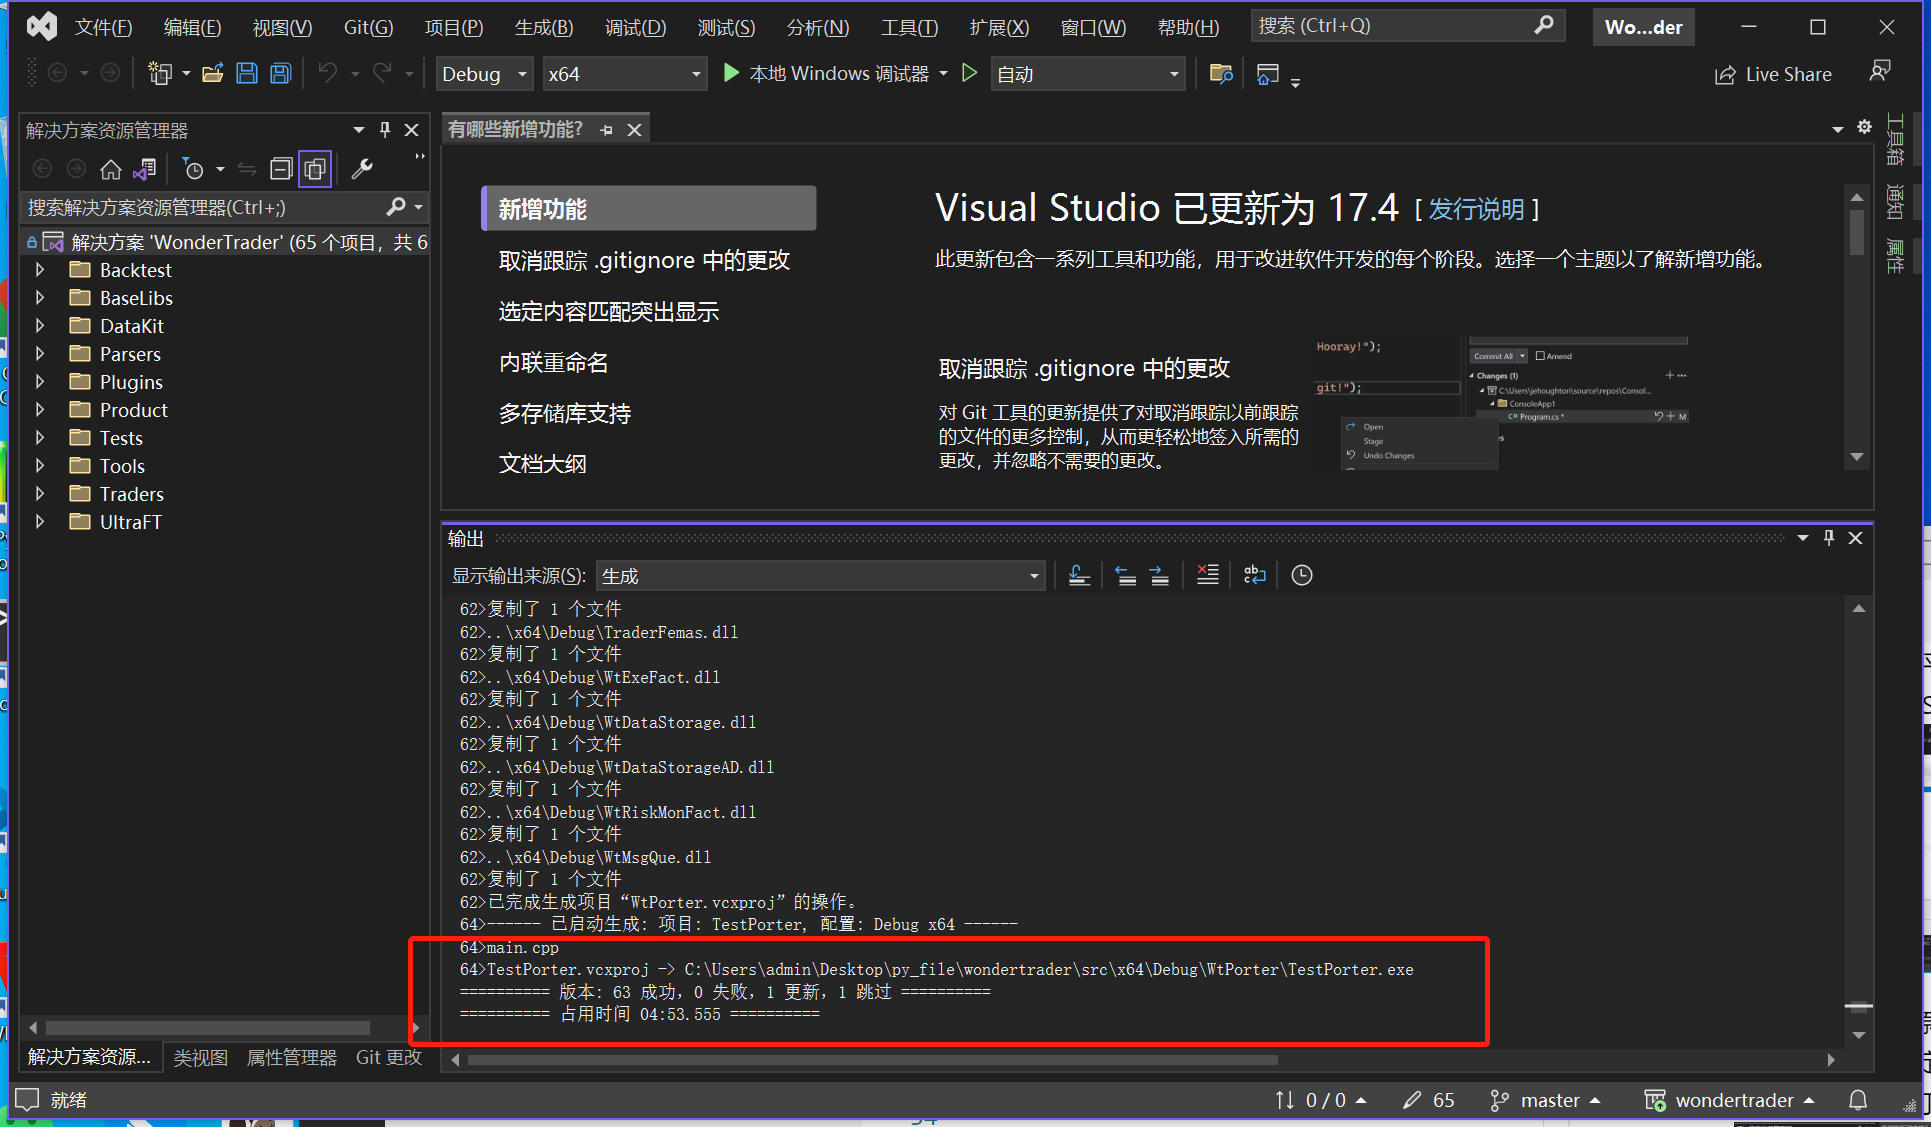 文件(F) 编辑(E) 视图(V) Git(G) 项目(P) 生成(B) 调试(D) 测试(S) 分析(N) 工具(T) 扩展(X) 窗口(W) 帮助(H) 搜索 (Ctrl+Q) Wo...der
Debug x64 本地 Windows 调试器 自动 Live Share
解决方案资源管理器
搜索解决方案资源管理器(Ctrl+;)
解决方案 'WonderTrader' (65 个项目，共 6
Backtest
BaseLibs
DataKit
Parsers
Plugins
Product
Tests
Tools
Traders
UltraFT
解决方案资源... 类视图 属性管理器 Git 更改
有哪些新增功能?
新增功能
取消跟踪 .gitignore 中的更改
选定内容匹配突出显示
内联重命名
多存储库支持
文档大纲
Visual Studio 已更新为 17.4 [ 发行说明 ]
此更新包含一系列工具和功能，用于改进软件开发的每个阶段。选择一个主题以了解新增功能。
取消跟踪 .gitignore 中的更改
对 Git 工具的更新提供了对取消跟踪以前跟踪
的文件的更多控制，从而更轻松地签入所需的
更改，并忽略不需要的更改。
Hooray!");
git!");
Commit All Amend
Changes (1)
C:\Users\jehoughton\source\repos\Consol...
ConsoleApp1
C# Program.cs * M
Open
Stage
Undo Changes
工具箱
通知
属性
输出
显示输出来源(S): 生成
62>复制了 1 个文件
62>..\x64\Debug\TraderFemas.dll
62>复制了 1 个文件
62>..\x64\Debug\WtExeFact.dll
62>复制了 1 个文件
62>..\x64\Debug\WtDataStorage.dll
62>复制了 1 个文件
62>..\x64\Debug\WtDataStorageAD.dll
62>复制了 1 个文件
62>..\x64\Debug\WtRiskMonFact.dll
62>复制了 1 个文件
62>..\x64\Debug\WtMsgQue.dll
62>复制了 1 个文件
62>已完成生成项目“WtPorter.vcxproj”的操作。
64>------ 已启动生成: 项目: TestPorter, 配置: Debug x64 ------
64>main.cpp
64>TestPorter.vcxproj -> C:\Users\admin\Desktop\py_file\wondertrader\src\x64\Debug\WtPorter\TestPorter.exe
========== 版本: 63 成功，0 失败，1 更新，1 跳过 ==========
========== 占用时间 04:53.555 ==========
就绪 0 / 0 65 master wondertrader